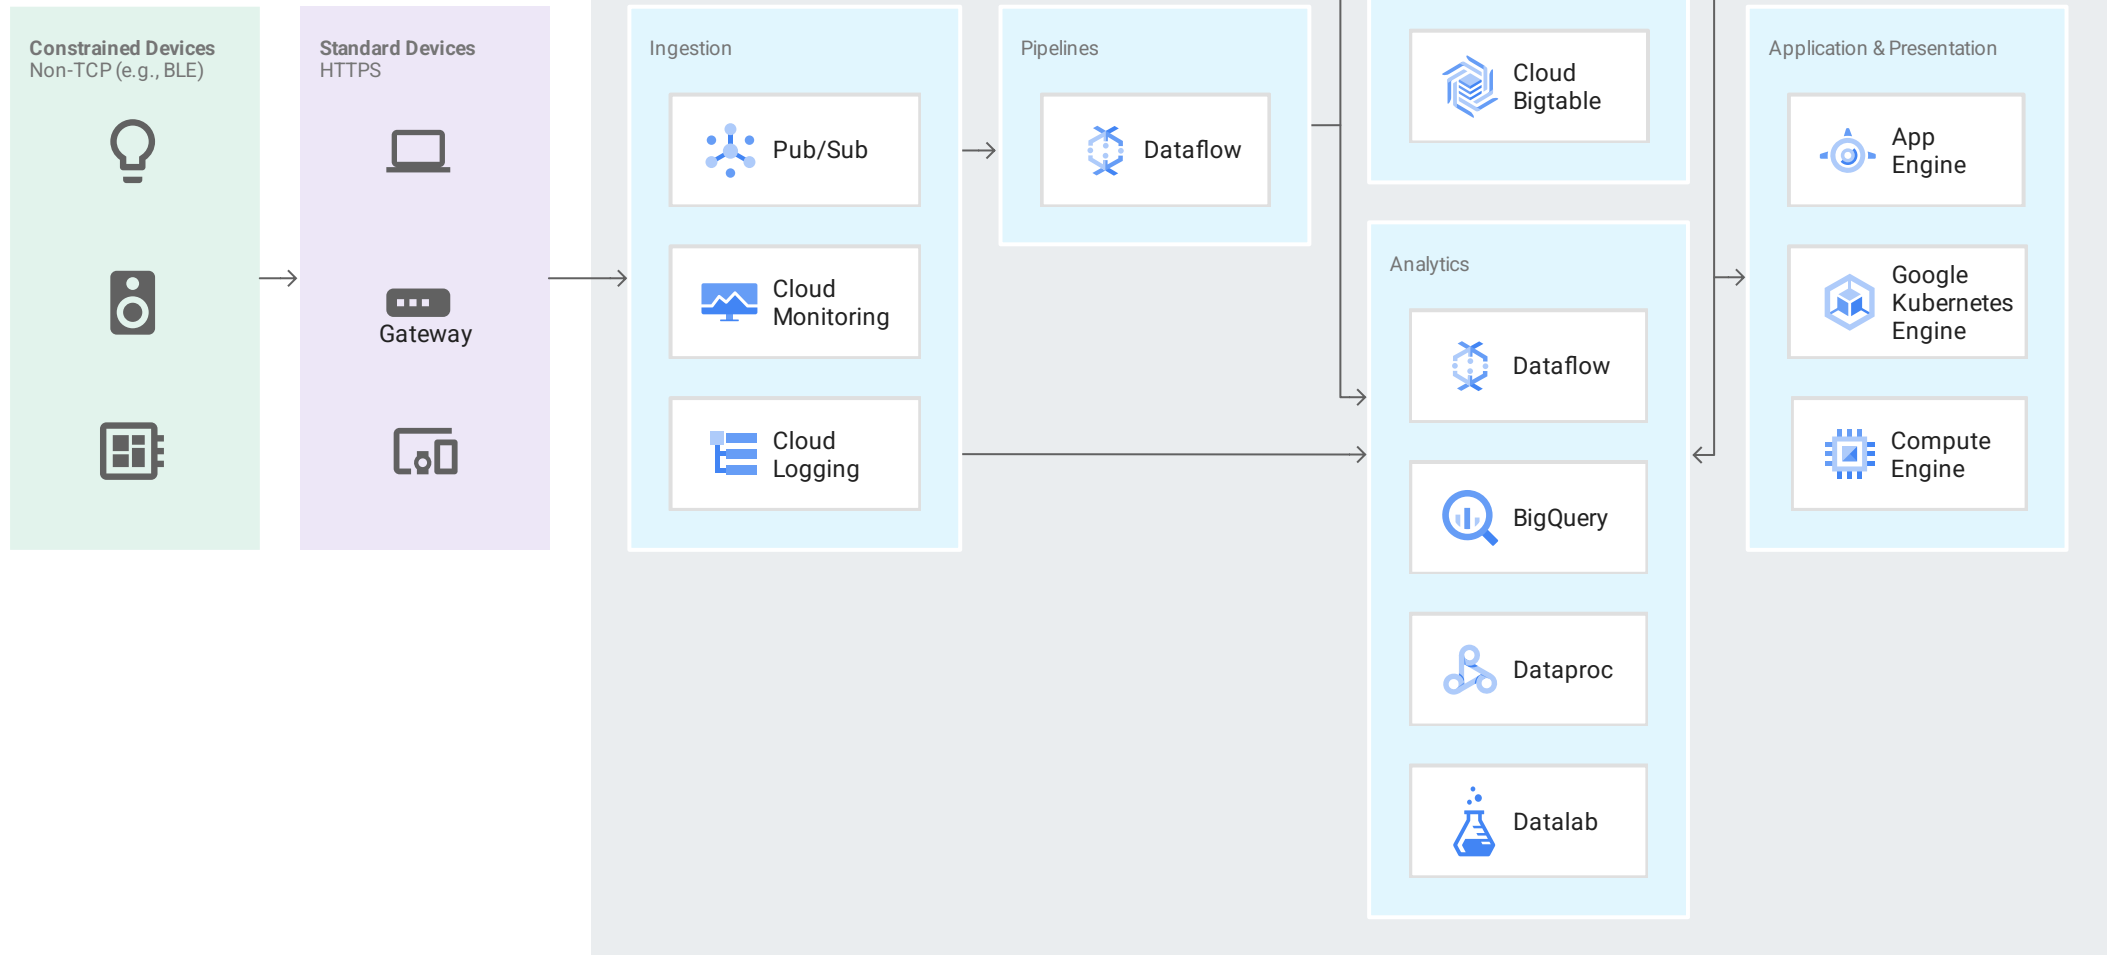 Constrained Devices
Non-TCP (e.g., BLE)
Standard Devices
HTTPS
Gateway
Ingestion
Pub/Sub
Cloud
Monitoring
Cloud
Logging
Pipelines
Dataflow
Cloud
Bigtable
Analytics
Dataflow
BigQuery
Dataproc
Datalab
Application & Presentation
App
Engine
Google
Kubernetes
Engine
Compute
Engine